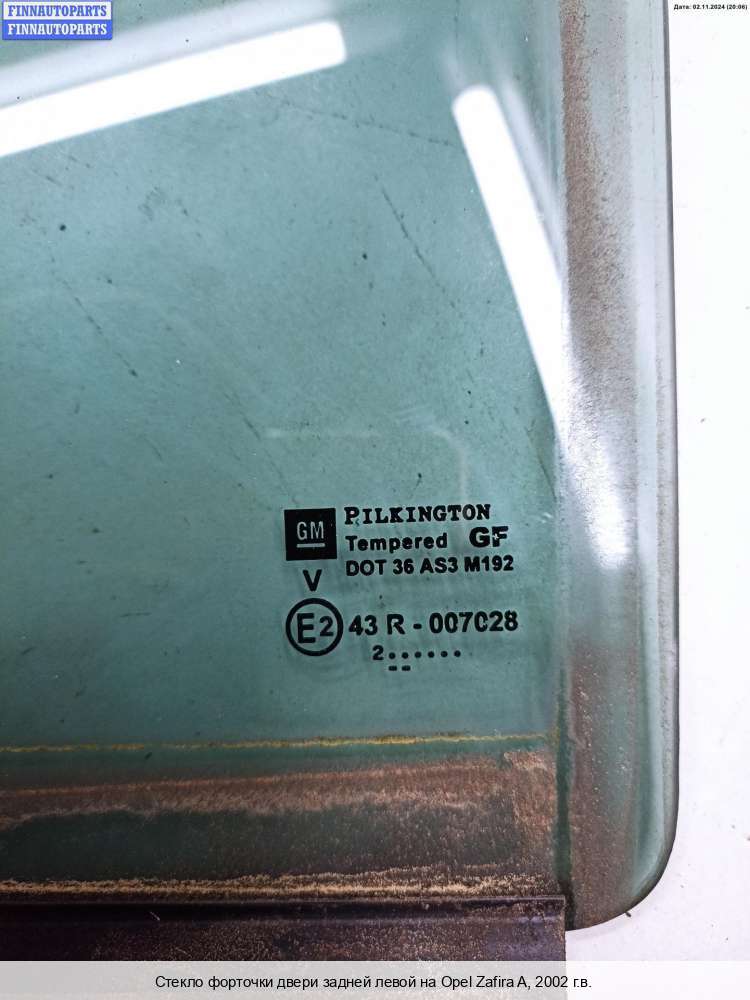 FINNAUTOPARTS
FINNAUTOPARTS
Дата: 02.11.2024 (20:06)
GM
PILKINGTON
Tempered GF
DOT 36 AS3 M192
V
E2 43 R - 007028
2......
--
Стекло форточки двери задней левой на Opel Zafira A, 2002 г.в.